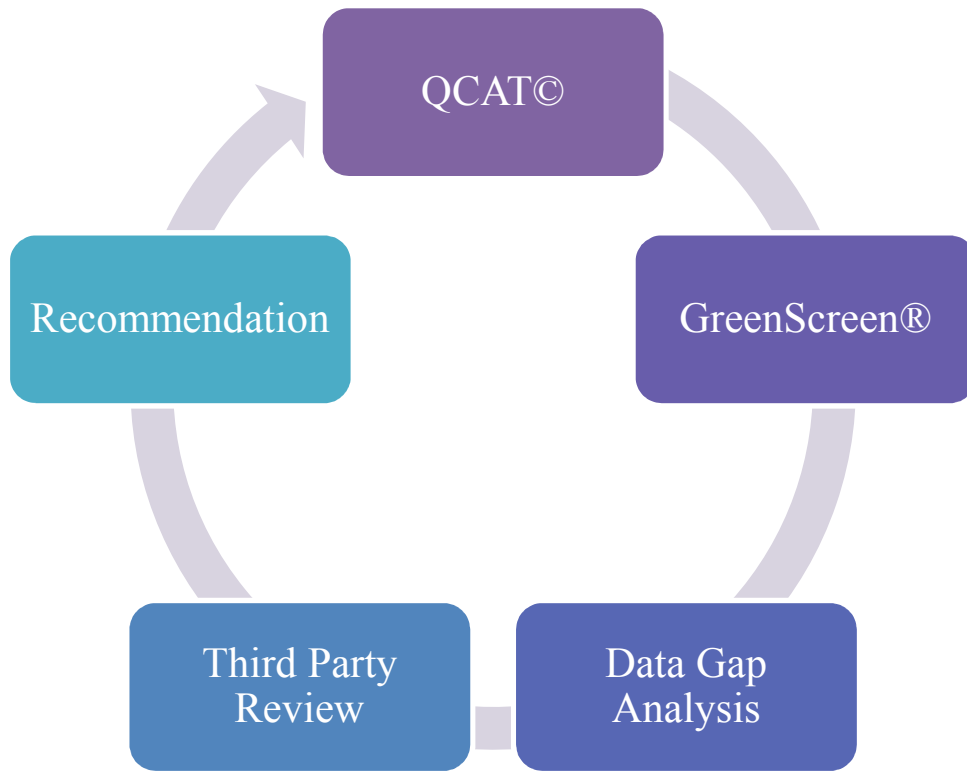 QCAT©
GreenScreen®
Data Gap
Analysis
Third Party
Review
Recommendation